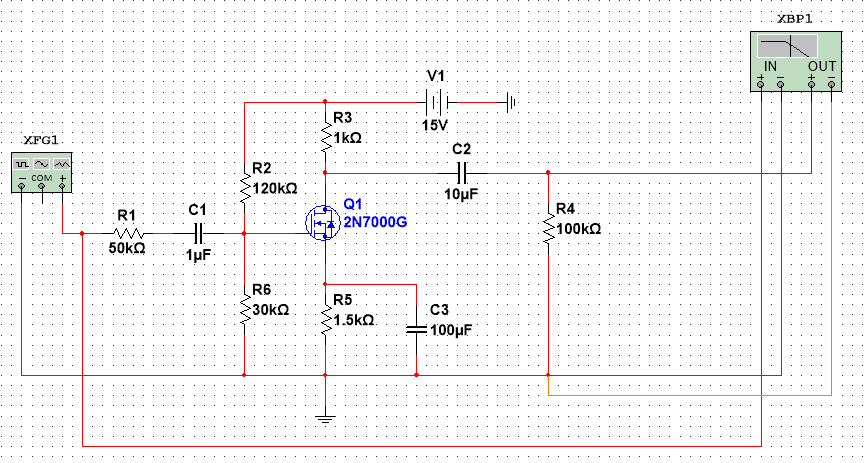 XBP1
IN OUT
+ − + −
V1
15V
XFG1
COM
− +
R3
1kΩ
C2
10µF
R2
120kΩ
Q1
2N7000G
R1
50kΩ
C1
1µF
R4
100kΩ
R6
30kΩ
R5
1.5kΩ
C3
100µF